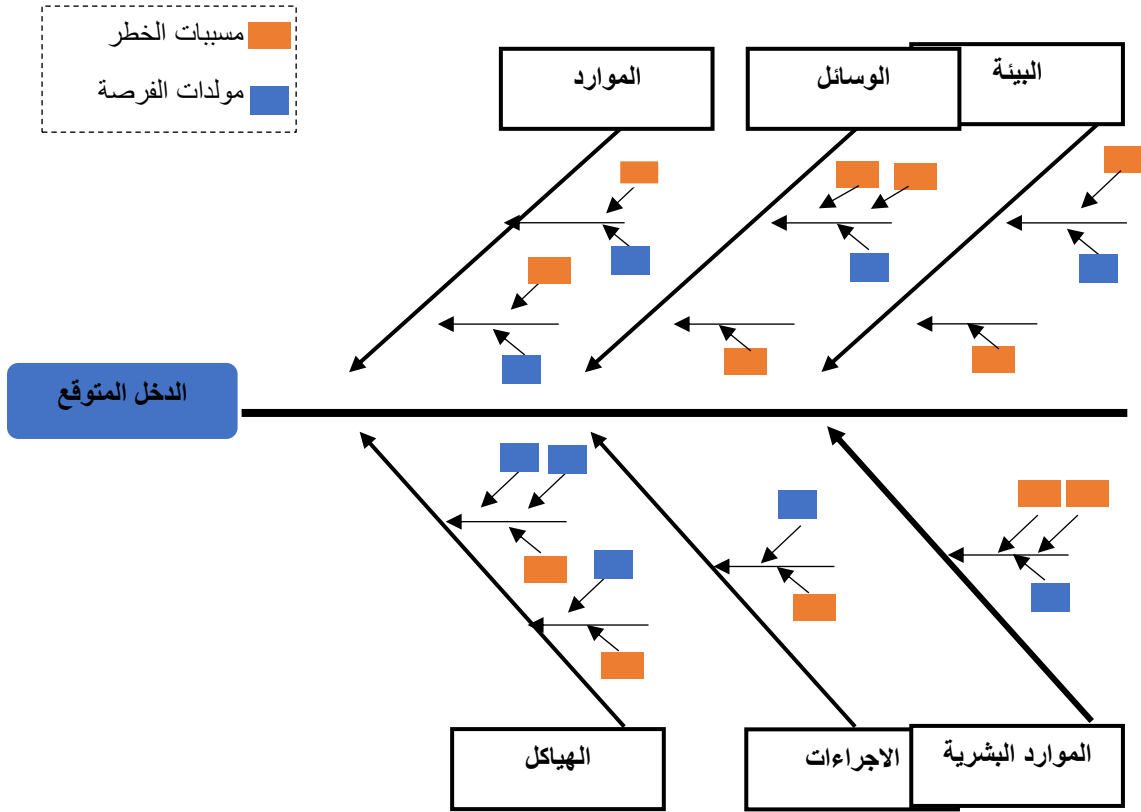 مسببات الخطر
مولدات الفرصة
البيئة
الوسائل
الموارد
الدخل المتوقع
الموارد البشرية
الاجراءات
الهياكل